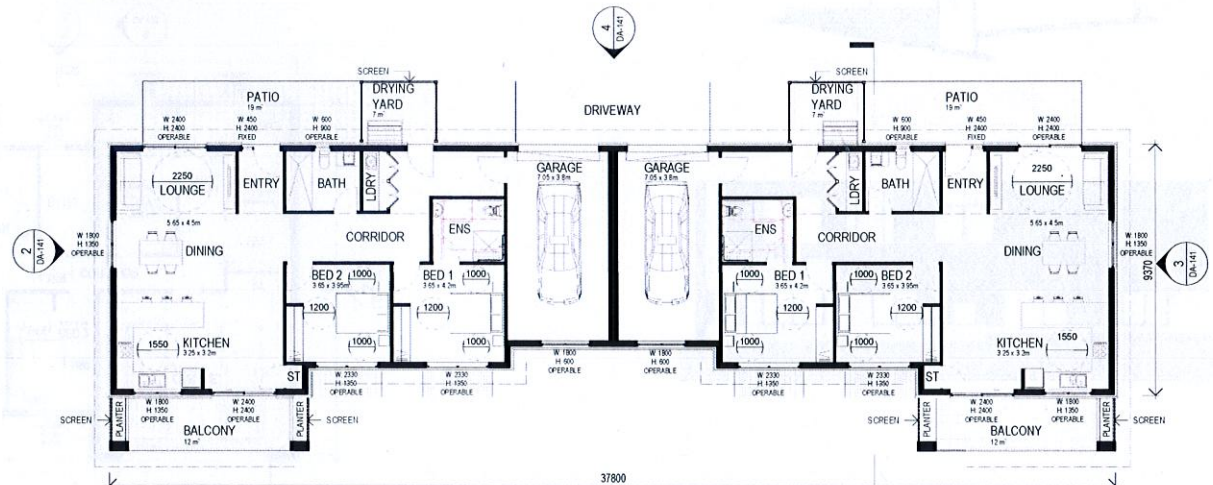 4
DA-141
SCREEN
DRYING
YARD
7 m²
PATIO
19 m²
DRIVEWAY
SCREEN
DRYING
YARD
7 m²
PATIO
19 m²
W 2400
H 2400
OPERABLE
W 450
H 2400
FIXED
W 600
H 900
OPERABLE
W 600
H 900
OPERABLE
W 450
H 2400
FIXED
W 2400
H 2400
OPERABLE
2250
LOUNGE
5.65 x 4.5m
ENTRY
BATH
LDRY
GARAGE
7.05 x 3.8m
GARAGE
7.05 x 3.8m
LDRY
BATH
ENTRY
2250
LOUNGE
5.65 x 4.5m
2
DA-141
W 1800
H 1350
OPERABLE
DINING
CORRIDOR
ENS
ENS
CORRIDOR
DINING
W 1800
H 1350
OPERABLE
9370
3
DA-141
BED 2
3.65 x 3.95m
1000
1200
1000
BED 1
3.65 x 4.2m
1000
1200
1000
1000
BED 1
3.65 x 4.2m
1200
1000
1000
BED 2
3.65 x 3.95m
1200
1000
1550
KITCHEN
3.25 x 3.2m
ST
W 1800
H 600
OPERABLE
W 1800
H 600
OPERABLE
ST
KITCHEN
3.25 x 3.2m
1550
W 2330
H 1350
OPERABLE
W 2330
H 1350
OPERABLE
W 2330
H 1350
OPERABLE
W 2330
H 1350
OPERABLE
SCREEN
PLANTER
W 1800
H 1350
OPERABLE
W 2400
H 2400
OPERABLE
BALCONY
12 m²
PLANTER
SCREEN
SCREEN
PLANTER
W 2400
H 2400
OPERABLE
W 1800
H 1350
OPERABLE
BALCONY
12 m²
PLANTER
SCREEN
37800